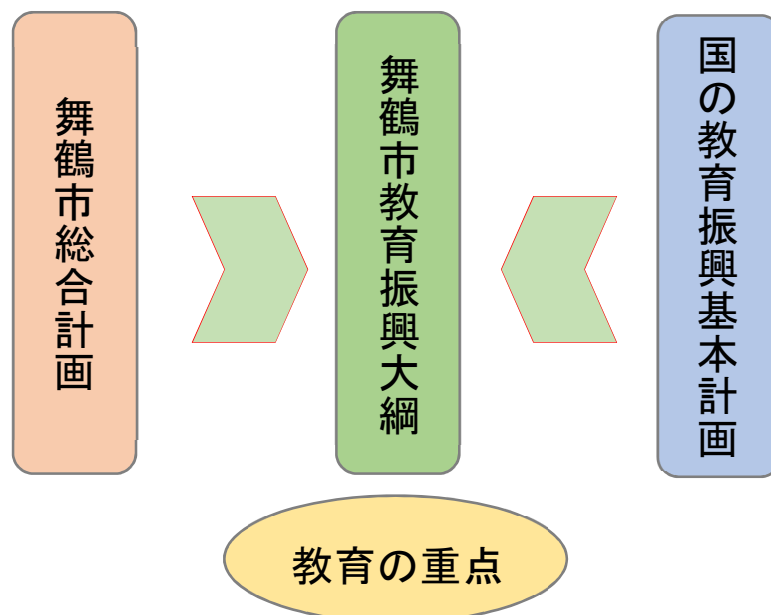 舞鶴市総合計画
舞鶴市教育振興大綱
国の教育振興基本計画
教育の重点